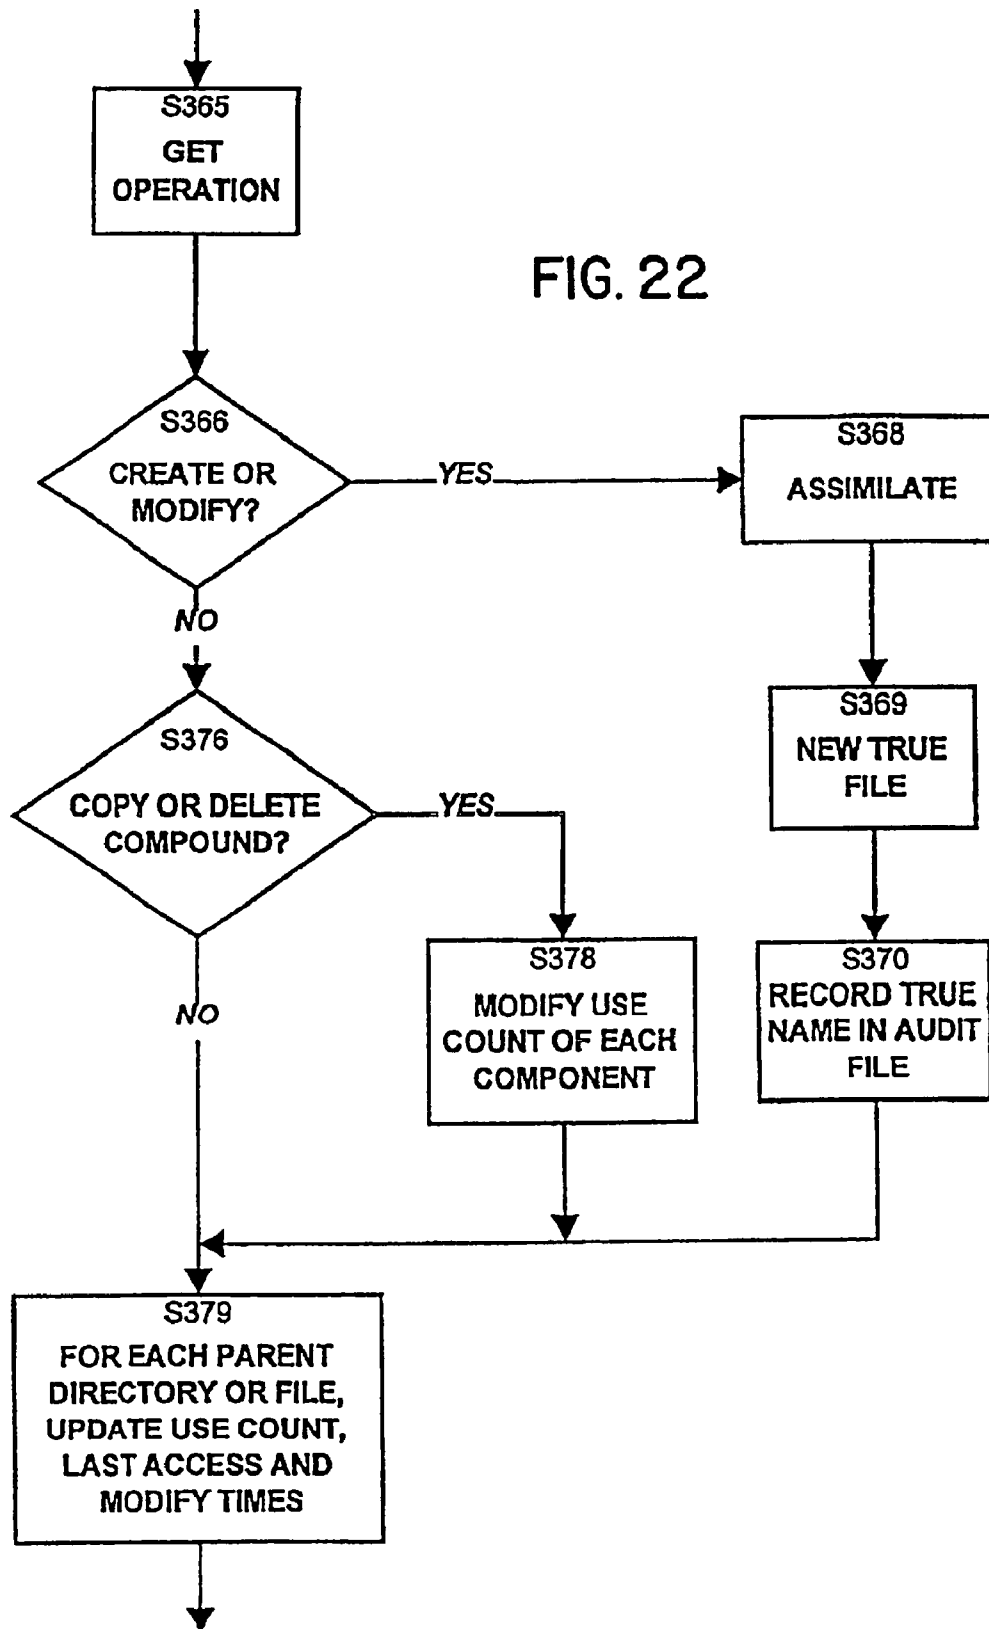 S365
GET
OPERATION
FIG. 22
S366
CREATE OR
MODIFY?
YES
S368
ASSIMILATE
NO
S369
NEW TRUE
FILE
S376
COPY OR DELETE
COMPOUND?
YES
S370
RECORD TRUE
NAME IN AUDIT
FILE
S378
MODIFY USE
COUNT OF EACH
COMPONENT
NO
S379
FOR EACH PARENT
DIRECTORY OR FILE,
UPDATE USE COUNT,
LAST ACCESS AND
MODIFY TIMES